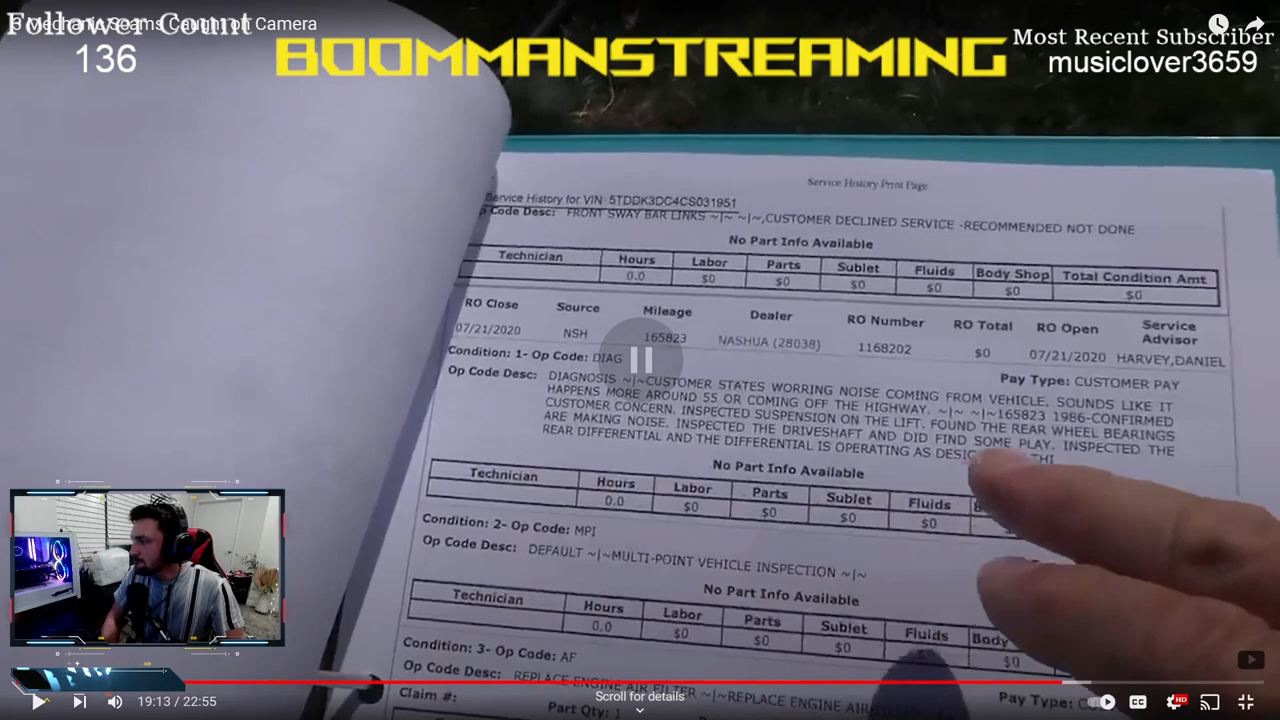 5 Mechanic Scams Caught on Camera
Follower Count
136
BOOMMANSTREAMING
Most Recent Subscriber
musiclover3659
Service History Print Page
Service History for VIN: 5TDDK3DC4CS031951
Op Code Desc: FRONT SWAY BAR LINKS ~|~ ~|~,CUSTOMER DECLINED SERVICE -RECOMMENDED NOT DONE
No Part Info Available
Technician Hours Labor Parts Sublet Fluids Body Shop Total Condition Amt
0.0 $0 $0 $0 $0 $0 $0
RO Close Source Mileage Dealer RO Number RO Total RO Open Service Advisor
07/21/2020 NSH 165823 NASHUA (28038) 1168202 $0 07/21/2020 HARVEY,DANIEL
Condition: 1- Op Code: DIAG
Pay Type: CUSTOMER PAY
Op Code Desc: DIAGNOSIS ~|~CUSTOMER STATES WORRING NOISE COMING FROM VEHICLE. SOUNDS LIKE IT
HAPPENS MORE AROUND 55 OR COMING OFF THE HIGHWAY. ~|~ ~|~165823 1986-CONFIRMED
CUSTOMER CONCERN. INSPECTED SUSPENSION ON THE LIFT. FOUND THE REAR WHEEL BEARINGS
ARE MAKING NOISE. INSPECTED THE DRIVESHAFT AND DID FIND SOME PLAY. INSPECTED THE
REAR DIFFERENTIAL AND THE DIFFERENTIAL IS OPERATING AS
No Part Info Available
Technician Hours Labor Parts Sublet Fluids
0.0 $0 $0 $0 $0
Condition: 2- Op Code: MPI
Op Code Desc: DEFAULT ~|~MULTI-POINT VEHICLE INSPECTION ~|~
No Part Info Available
Technician Hours Labor Parts Sublet Fluids Body
0.0 $0 $0 $0 $0 $0
Condition: 3- Op Code: AF
Op Code Desc: REPLACE ENGINE AIR FILTER ~|~REPLACE ENGINE AIR
Pay Type:
Claim #:
Part Qty: 1
Scroll for details
19:13 / 22:55
CC
HD